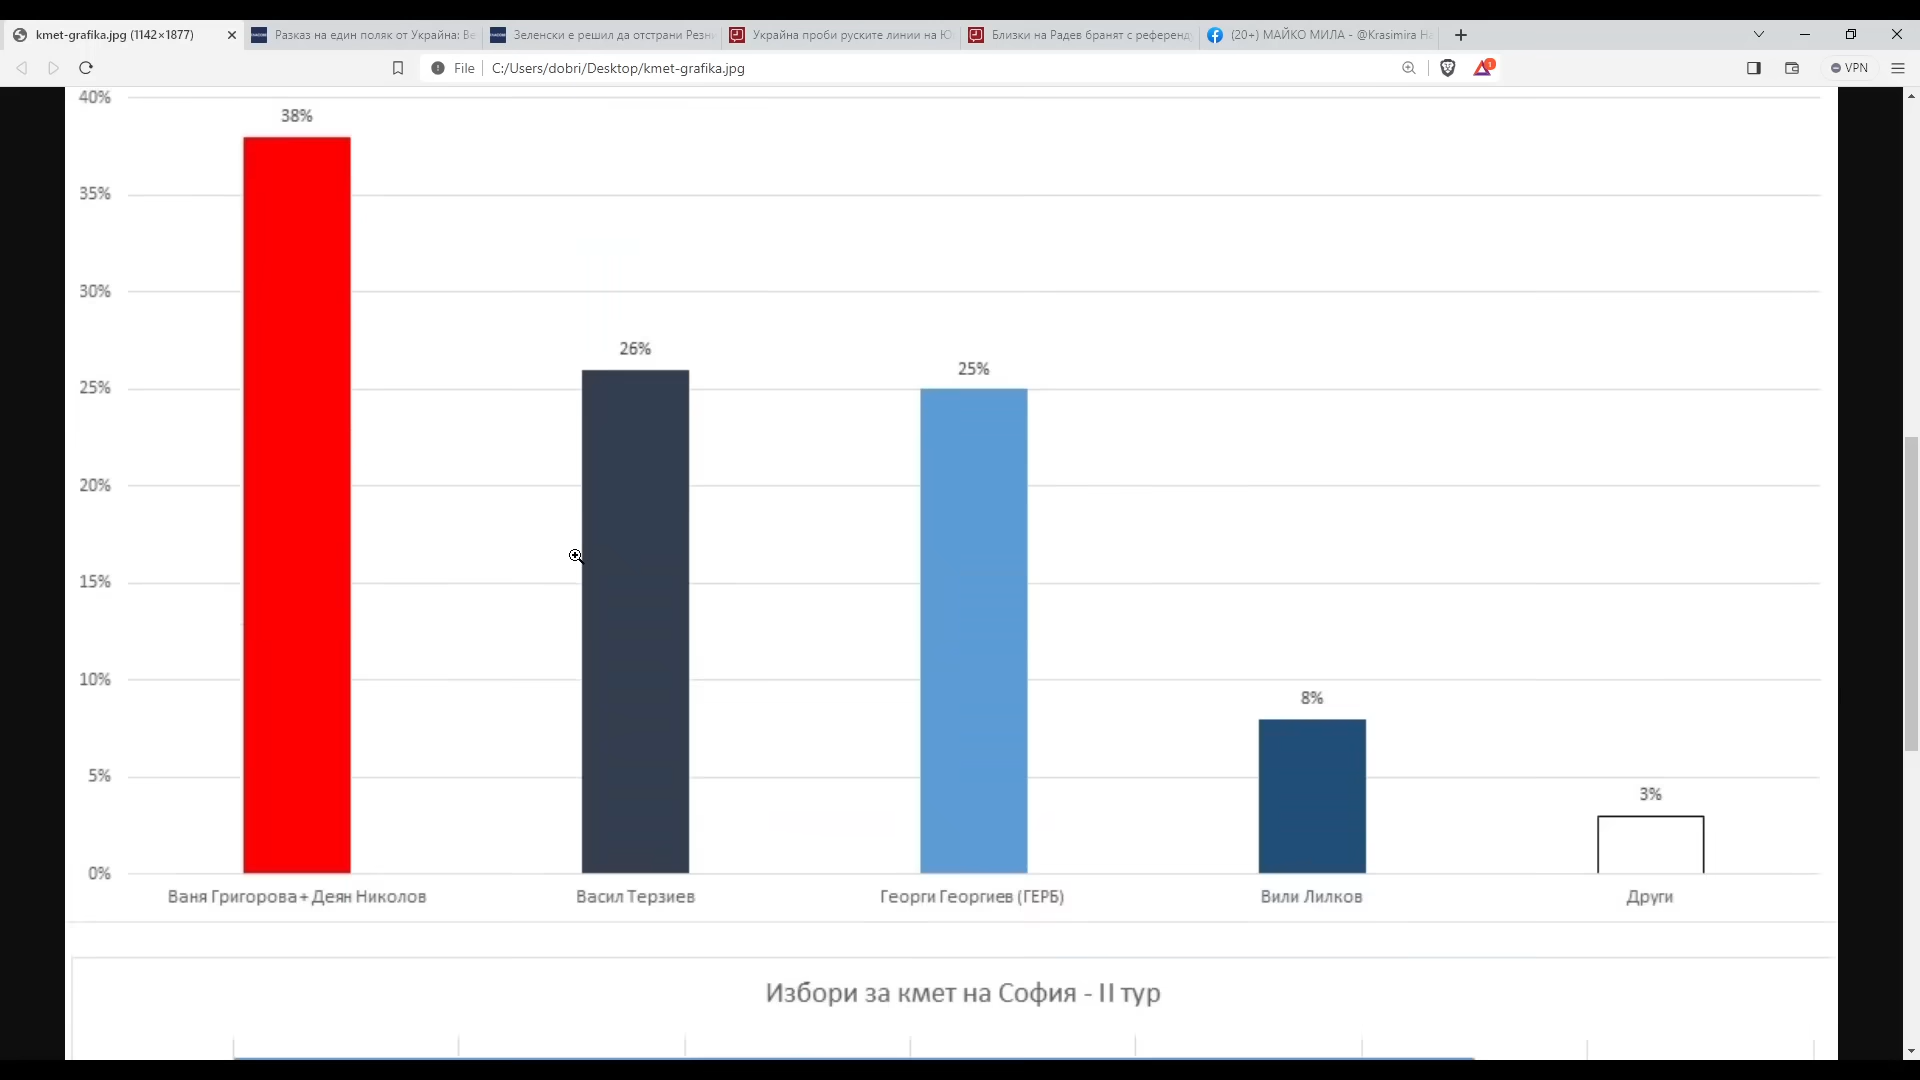 kmet-grafika.jpg (1142×1877)
Разказ на един поляк от Украйна: Ве
Зеленски е решил да отстрани Резни
Украйна проби руските линии на Ю
Близки на Радев бранят с референд
(20+) МАЙКО МИЛА - @Krasimira Ha
File
C:/Users/dobri/Desktop/kmet-grafika.jpg
1
VPN
40%
38%
35%
30%
26%
25%
25%
20%
15%
10%
8%
5%
3%
0%
Ваня Григорова + Деян Николов
Васил Терзиев
Георги Георгиев (ГЕРБ)
Вили Лилков
Други
Избори за кмет на София - II тур